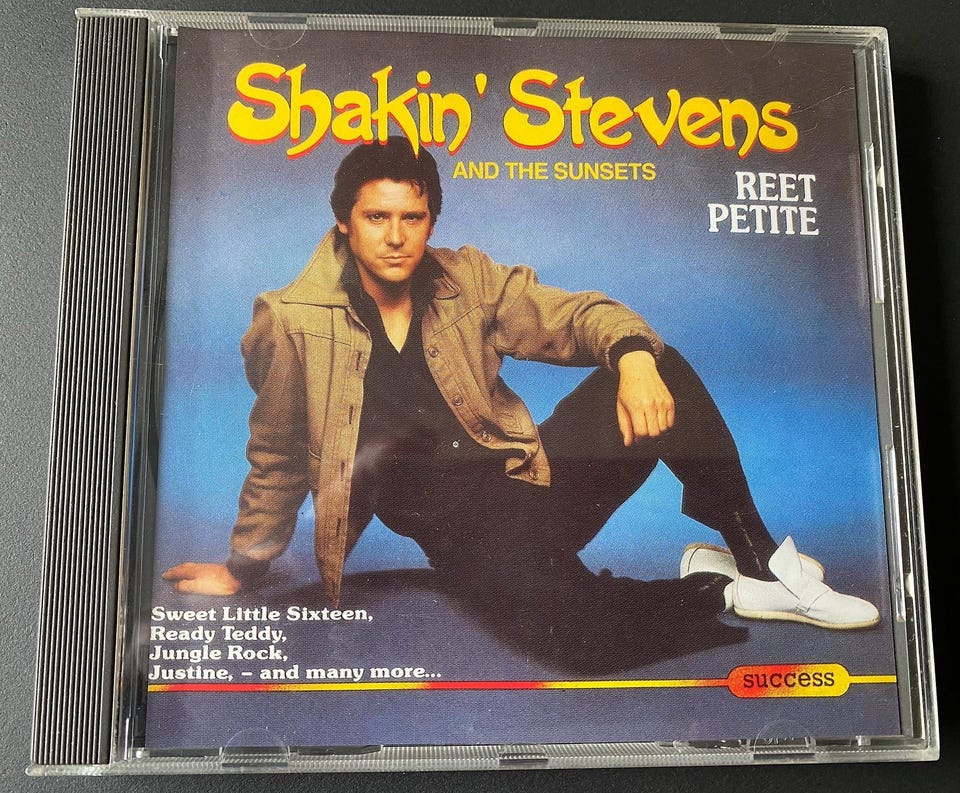 Shakin' Stevens
AND THE SUNSETS
REET
PETITE
Sweet Little Sixteen,
Ready Teddy,
Jungle Rock,
Justine, – and many more...
success